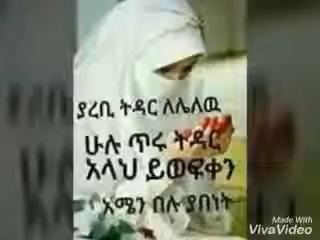 ያረቢ ትዳር ለሌለዉ
ሁሉ ጥሩ ትዳር
አላህ ይወፍቀን
አሜን በሉ ያበነት
Made With
VivaVideo